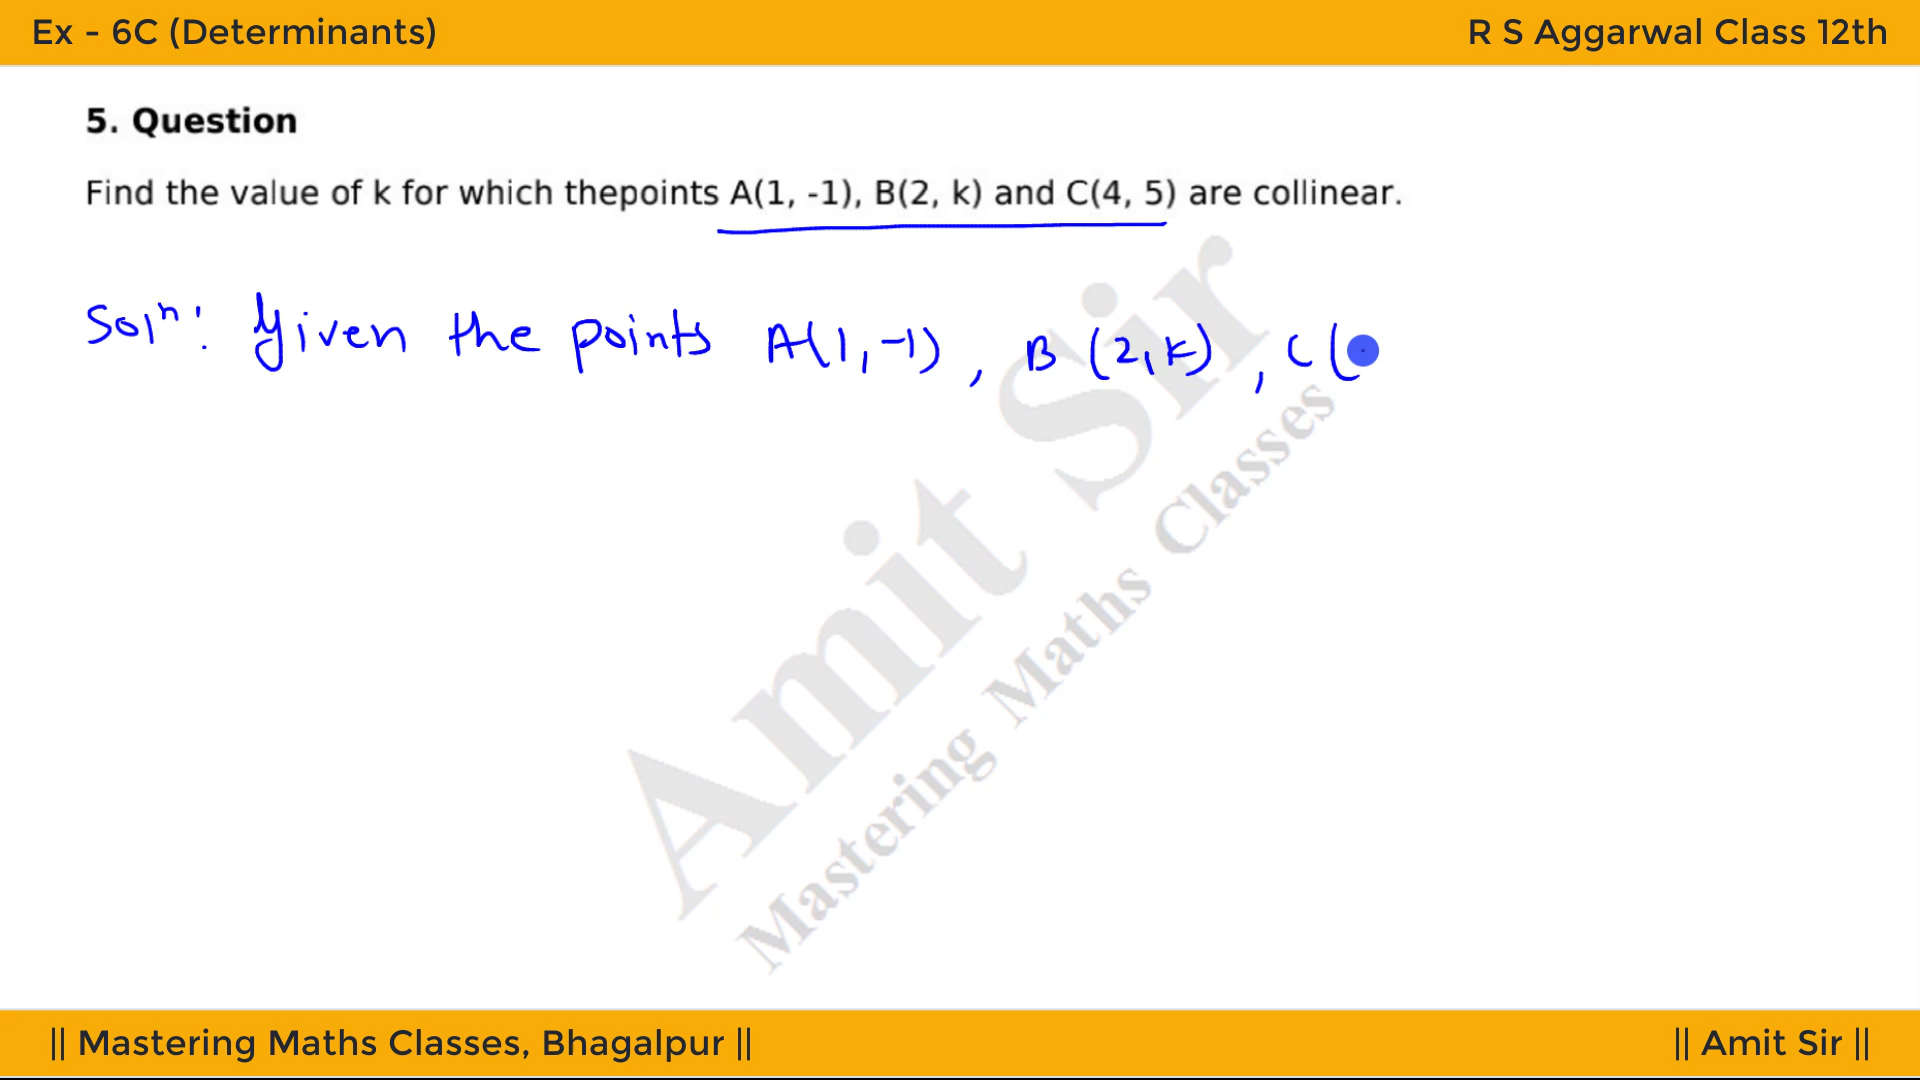 Ex - 6C (Determinants)
R S Aggarwal Class 12th
5. Question
Find the value of k for which thepoints A(1, -1), B(2, k) and C(4, 5) are collinear.
Solⁿ: Given the points A(1,-1), B (2,k), C(
Amit Sir
Mastering Maths Classes
|| Mastering Maths Classes, Bhagalpur ||
|| Amit Sir ||